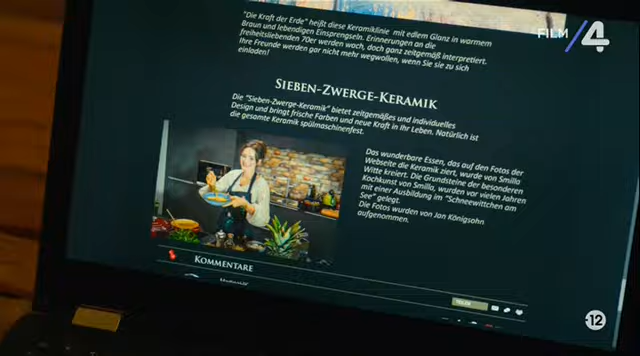 "Die Kraft der Erde" heißt diese Keramiklinie mit edlem Glanz in warmem
Braun und lebendigen Einsprengseln. Erinnerungen an die
freiheitsliebenden 70er werden wach, doch ganz zeitgemäß interpretiert.
Ihre Freunde werden gar nicht mehr wegwollen, wenn Sie sie zu sich
einladen!
FILM 4
SIEBEN-ZWERGE-KERAMIK
Die "Sieben-Zwerge-Keramik" bietet zeitgemäßes und individuelles
Design und bringt frische Farben und neue Kraft in Ihr Leben. Natürlich ist
die gesamte Keramik spülmaschinenfest.
Das wunderbare Essen, das auf den Fotos der
Webseite die Keramik ziert, wurde von Smilla
Witte kreiert. Die Grundsteine der besonderen
Kochkunst von Smilla, wurden vor vielen Jahren
mit einer Ausbildung im "Schneewittchen am
See" gelegt.
Die Fotos wurden von Jan Königsohn
aufgenommen.
KOMMENTARE
12